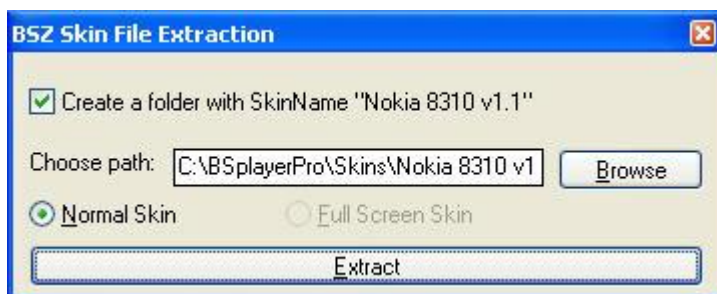 BSZ Skin File Extraction
Create a folder with SkinName "Nokia 8310 v1.1"
Choose path: C:\BSplayerPro\Skins\Nokia 8310 v1 Browse
Normal Skin Full Screen Skin
Extract